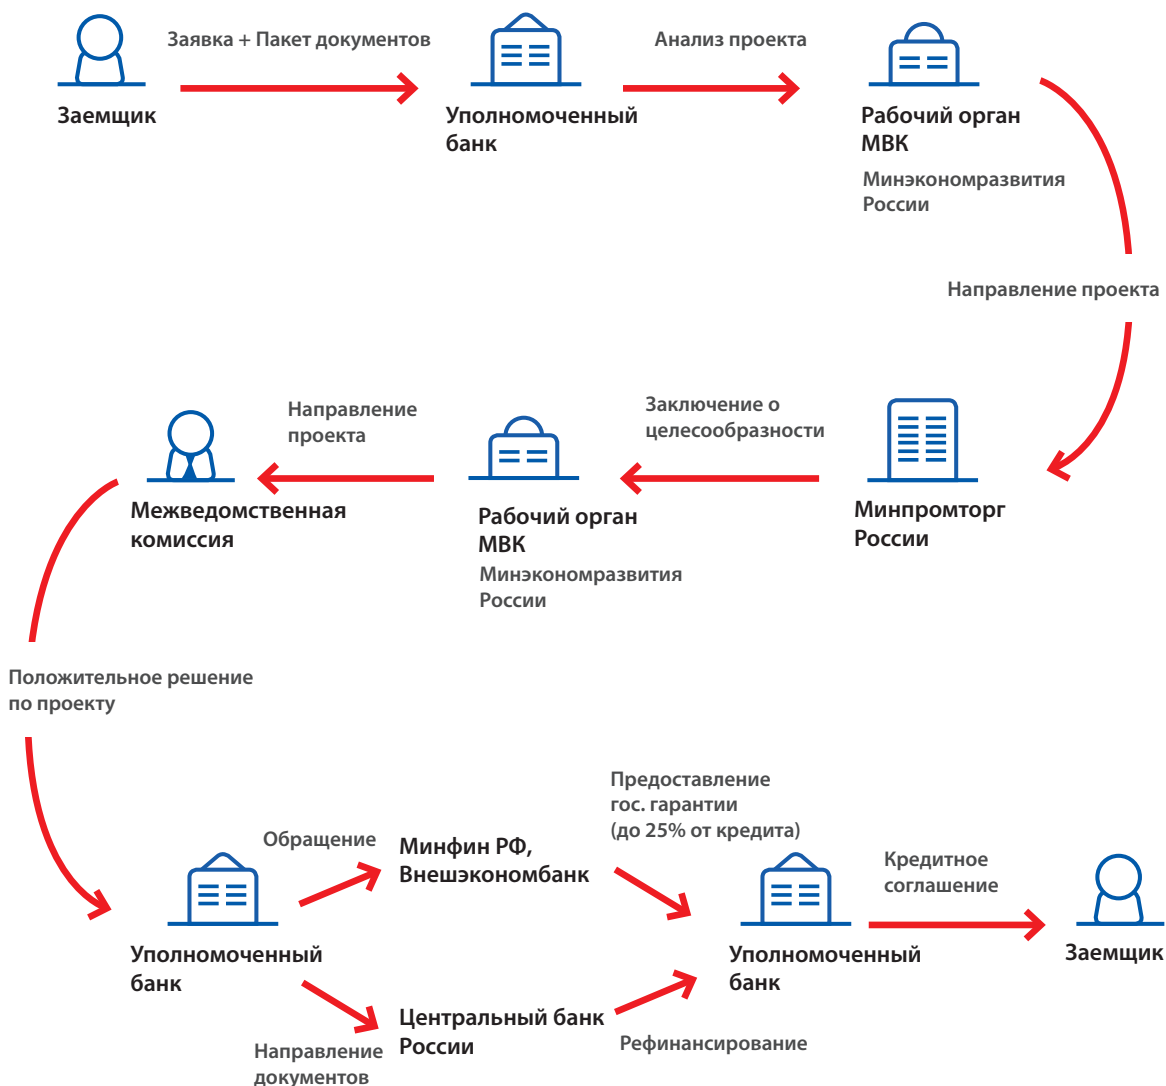 Заявка + Пакет документов
Анализ проекта
Заемщик
Уполномоченный
банк
Рабочий орган
МВК
Минэкономразвития
России
Направление проекта
Заключение о
целесообразности
Направление
проекта
Минпромторг
России
Рабочий орган
МВК
Минэкономразвития
России
Межведомственная
комиссия
Положительное решение
по проекту
Уполномоченный
банк
Обращение
Минфин РФ,
Внешэкономбанк
Предоставление
гос. гарантии
(до 25% от кредита)
Направление
документов
Центральный банк
России
Рефинансирование
Уполномоченный
банк
Кредитное
соглашение
Заемщик